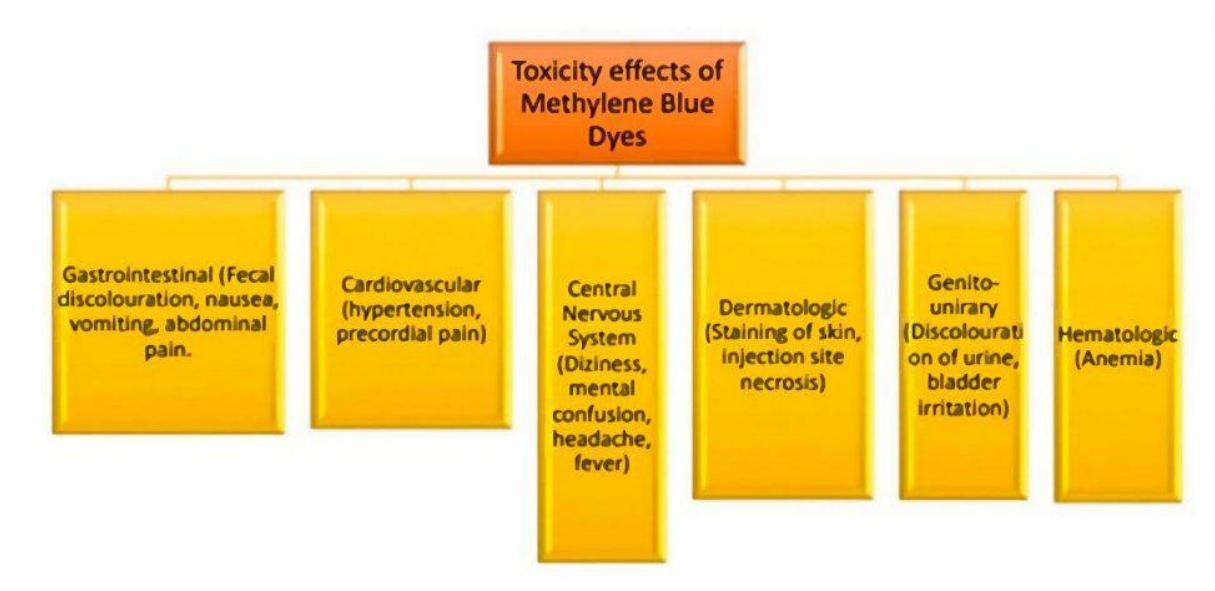 Toxicity effects of
Methylene Blue
Dyes
Gastrointestinal (Fecal
discolouration, nausea,
vomiting, abdominal
pain.
Cardiovascular
(hypertension,
precordial pain)
Central
Nervous
System
(Diziness,
mental
confusion,
headache,
fever)
Dermatologic
(Staining of skin,
injection site
necrosis)
Genito-
unirary
(Discolourati
on of urine,
bladder
irritation)
Hematologic
(Anemia)